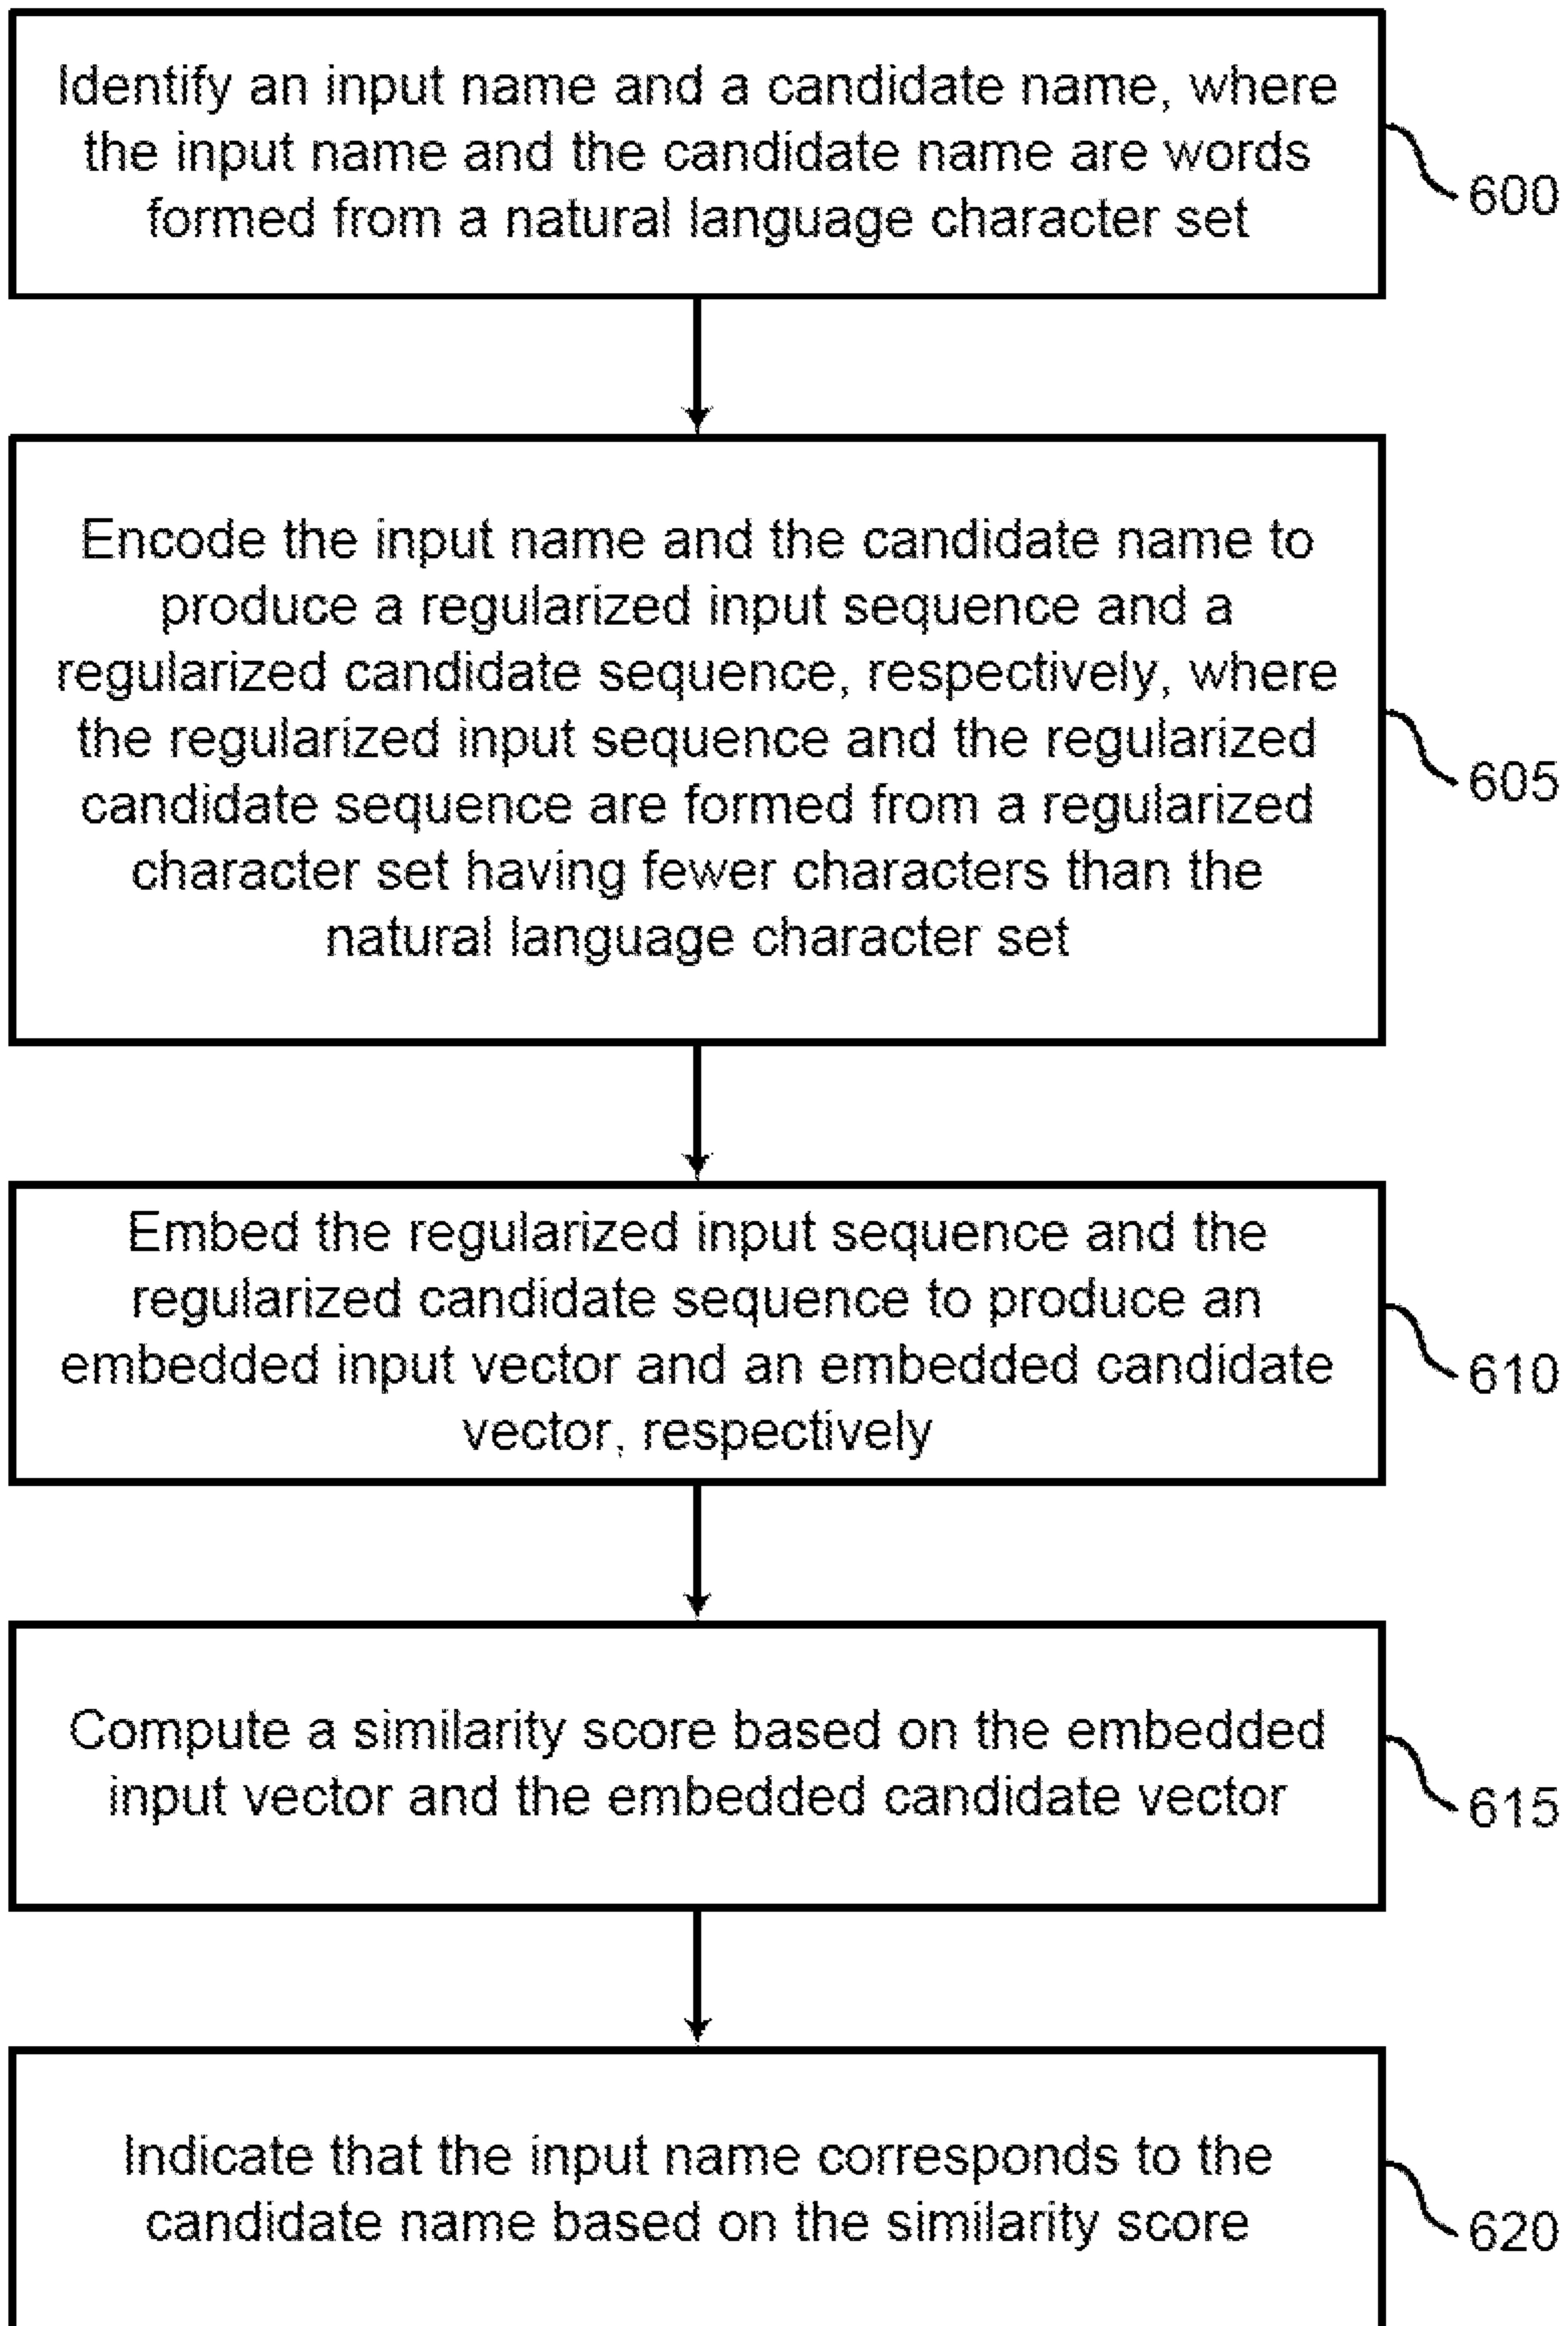 Identify an input name and a candidate name, where
the input name and the candidate name are words
formed from a natural language character set
600
Encode the input name and the candidate name to
produce a regularized input sequence and a
regularized candidate sequence, respectively, where
the regularized input sequence and the regularized
candidate sequence are formed from a regularized
character set having fewer characters than the
natural language character set
605
Embed the regularized input sequence and the
regularized candidate sequence to produce an
embedded input vector and an embedded candidate
vector, respectively
610
Compute a similarity score based on the embedded
input vector and the embedded candidate vector
615
Indicate that the input name corresponds to the
candidate name based on the similarity score
620